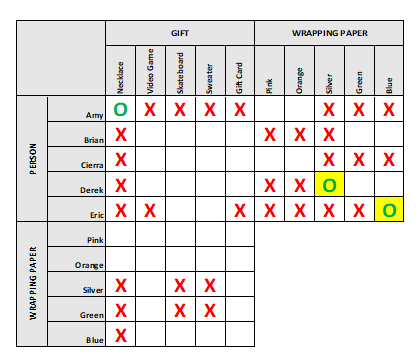 GIFT WRAPPING PAPER
Necklace Video Game Skateboard Sweater Gift Card Pink Orange Silver Green Blue
PERSON
Amy O X X X X X X X
Brian X X X X
Cierra X X X X
Derek X X X O
Eric X X X X X X X O
WRAPPING PAPER
Pink
Orange
Silver X X X
Green X X X
Blue X